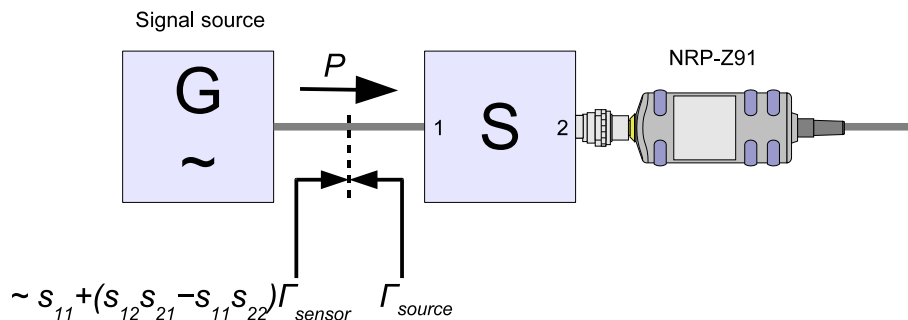 Signal source
G
~
P
1
S
2
NRP-Z91
~ s₁₁+(s₁₂s₂₁−s₁₁s₂₂)Γsensor
Γsource